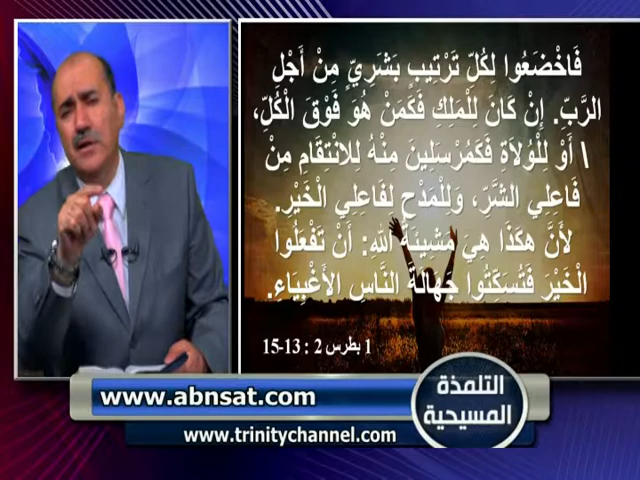 فَاخْضَعُوا لِكُلِّ تَرْتِيبٍ بَشَرِيٍّ مِنْ أَجْلِ
الرَّبِّ. إِنْ كَانَ لِلْمَلِكِ فَكَمَنْ هُوَ فَوْقَ الْكُلِّ،
١ أَوْ لِلْوُلاَةِ فَكَمُرْسَلِينَ مِنْهُ لِلانْتِقَامِ مِنْ
فَاعِلِي الشَّرِّ، وَلِلْمَدْحِ لِفَاعِلِي الْخَيْرِ.
لأَنَّ هكَذَا هِيَ مَشِيئَةُ اللهِ: أَنْ تَفْعَلُوا
الْخَيْرَ فَتُسَكِّتُوا جَهَالَةَ النَّاسِ الأَغْبِيَاءِ.
1 بطرس 2 : 13-15
التلمذة
المسيحية
www.abnsat.com
www.trinitychannel.com